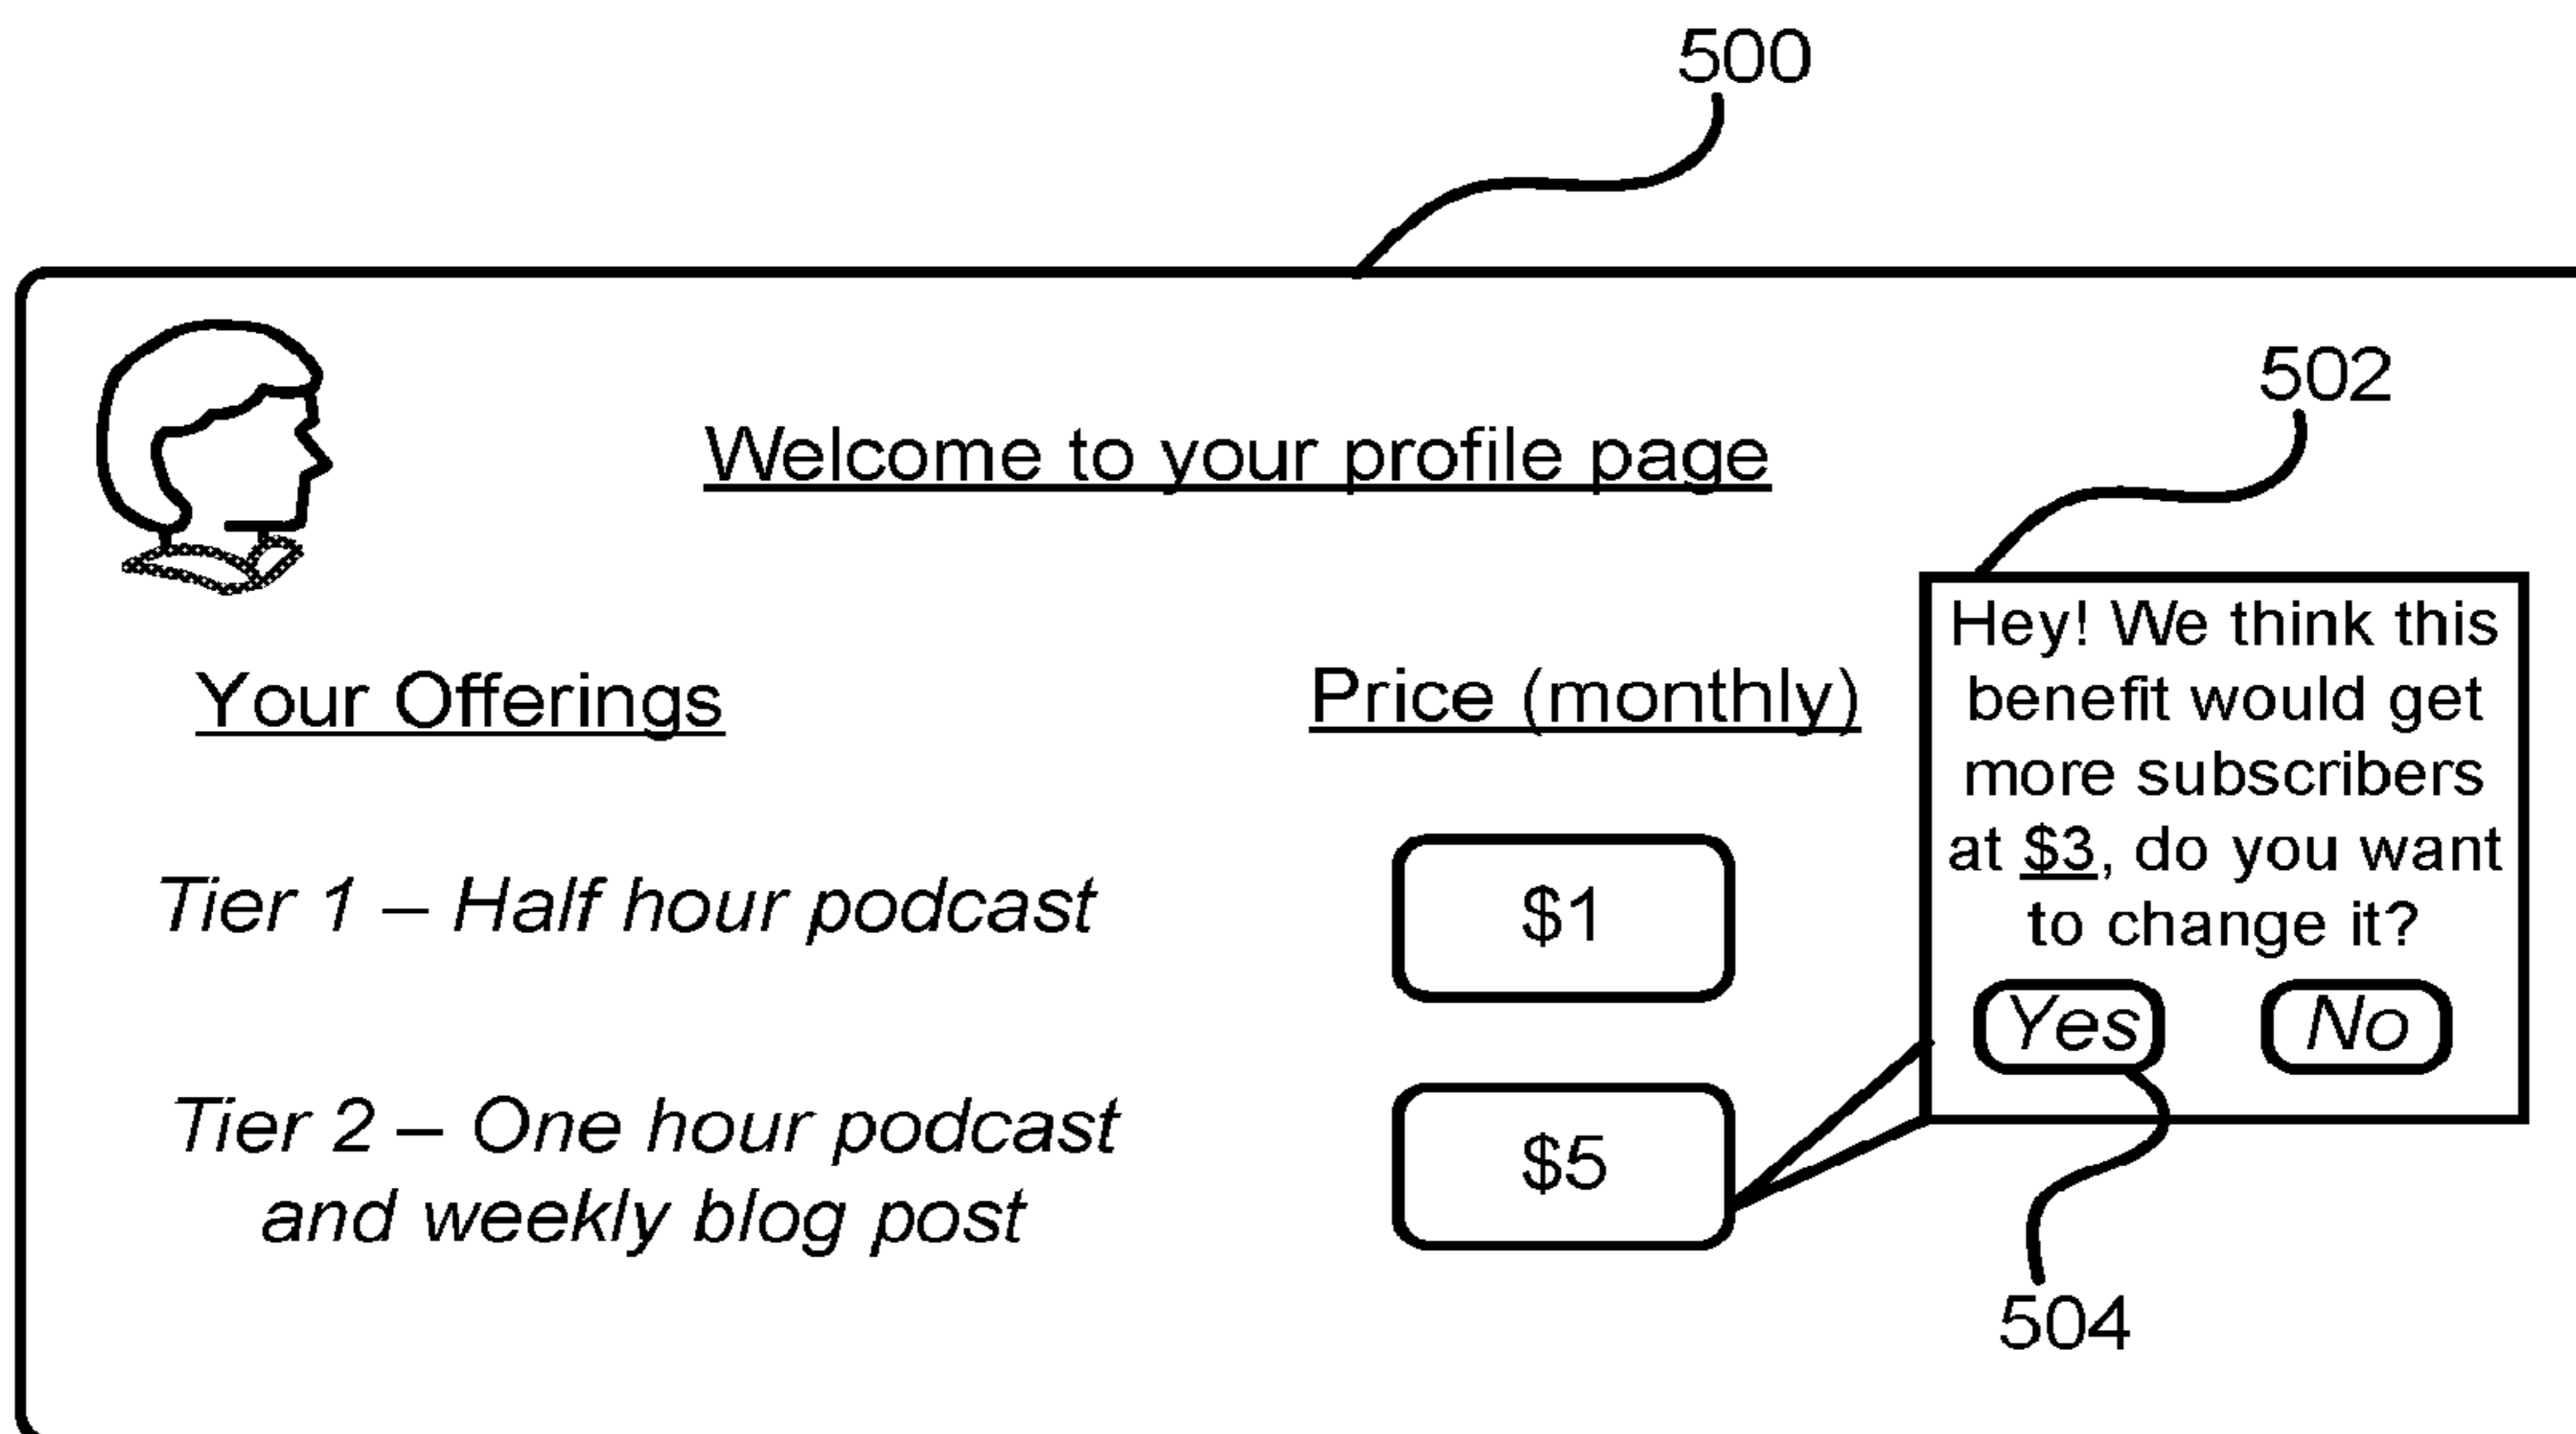 500
502
Welcome to your profile page
Hey! We think this
benefit would get
more subscribers
at $3, do you want
to change it?
Yes
No
504
Your Offerings
Price (monthly)
Tier 1 – Half hour podcast
$1
Tier 2 – One hour podcast
and weekly blog post
$5